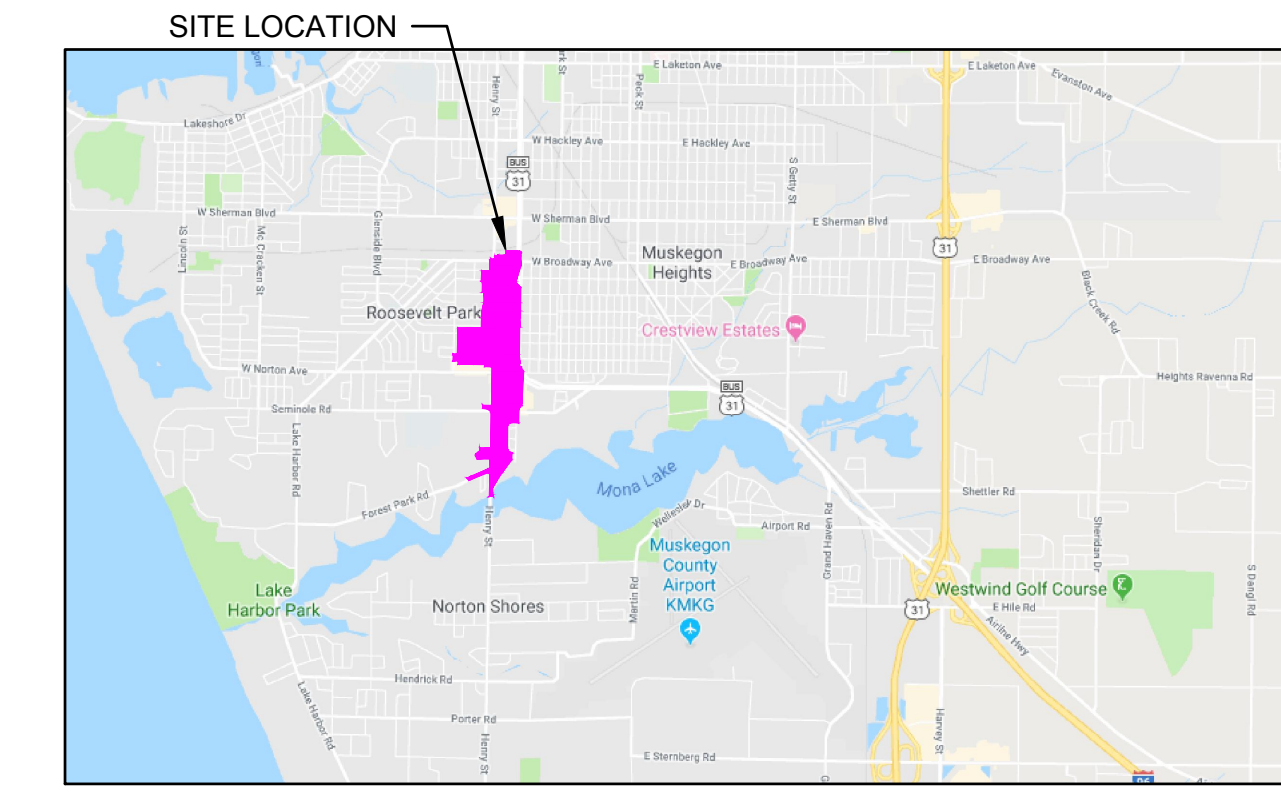 SITE LOCATION
E Laketon Ave
E Laketon Ave
Evanston Ave
Henry St
Peck St
Lakeshore Dr
W Hackley Ave
E Hackley Ave
BUS
31
S Getty St
W Sherman Blvd
W Sherman Blvd
E Sherman Blvd
Lincoln St
Mc Cracken St
Glenside Blvd
31
Muskegon
Heights
W Broadway Ave
E Broadway Ave
E Broadway Ave
Black Creek Rd
Roosevelt Park
Crestview Estates
W Norton Ave
Heights Ravenna Rd
BUS
31
Seminole Rd
Lake Harbor Rd
Mona Lake
Forest Park Rd
Shettler Rd
Henry St
Wellesley Dr
Airport Rd
Grand Haven Rd
Sheridan Dr
Muskegon
County
Airport
KMKG
S Dangl Rd
Lake
Harbor Park
Norton Shores
Martin Rd
31
Westwind Golf Course
E Hile Rd
Airline Hwy
Hendrick Rd
Lake Harbor Rd
Porter Rd
Henry St
Harvey St
E Sternberg Rd